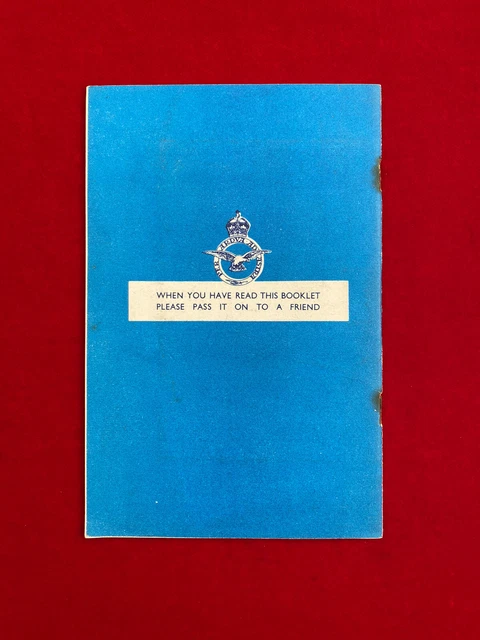 WHEN YOU HAVE READ THIS BOOKLET
PLEASE PASS IT ON TO A FRIEND